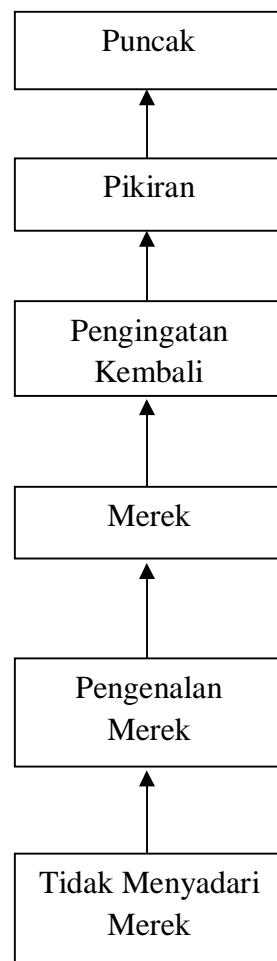 Puncak
Pikiran
Pengingatan
Kembali
Merek
Pengenalan
Merek
Tidak Menyadari
Merek